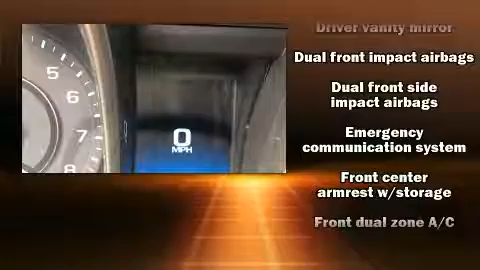 5
6
7
8
0
MPH
Driver vanity mirror
Dual front impact airbags
Dual front side
impact airbags
Emergency
communication system
Front center
armrest w/storage
Front dual zone A/C